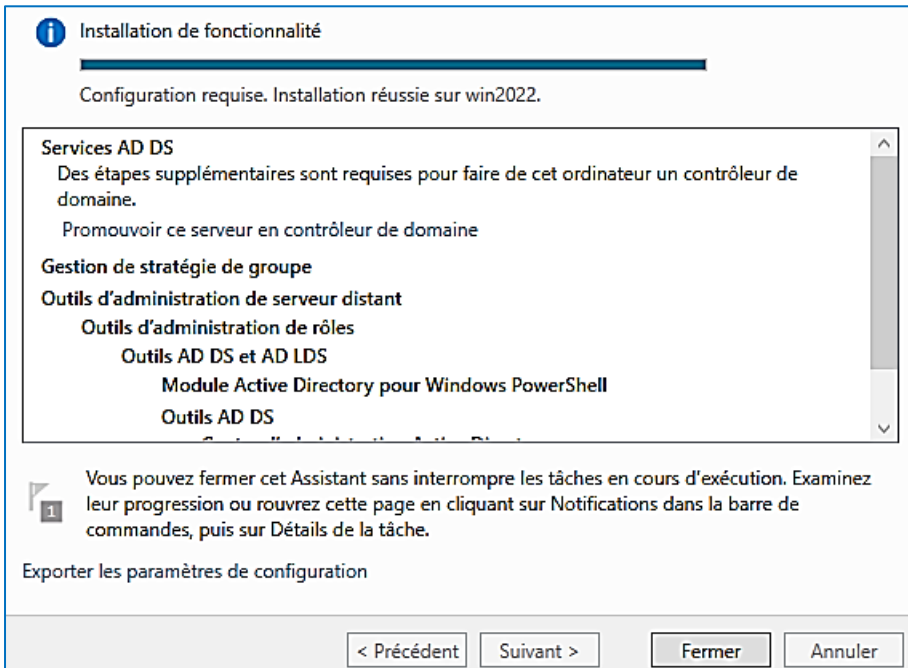 Installation de fonctionnalité
Configuration requise. Installation réussie sur win2022.
Services AD DS
Des étapes supplémentaires sont requises pour faire de cet ordinateur un contrôleur de
domaine.
Promouvoir ce serveur en contrôleur de domaine
Gestion de stratégie de groupe
Outils d'administration de serveur distant
Outils d'administration de rôles
Outils AD DS et AD LDS
Module Active Directory pour Windows PowerShell
Outils AD DS
Vous pouvez fermer cet Assistant sans interrompre les tâches en cours d'exécution. Examinez
leur progression ou rouvrez cette page en cliquant sur Notifications dans la barre de
1
commandes, puis sur Détails de la tâche.
Exporter les paramètres de configuration
< Précédent Suivant > Fermer Annuler